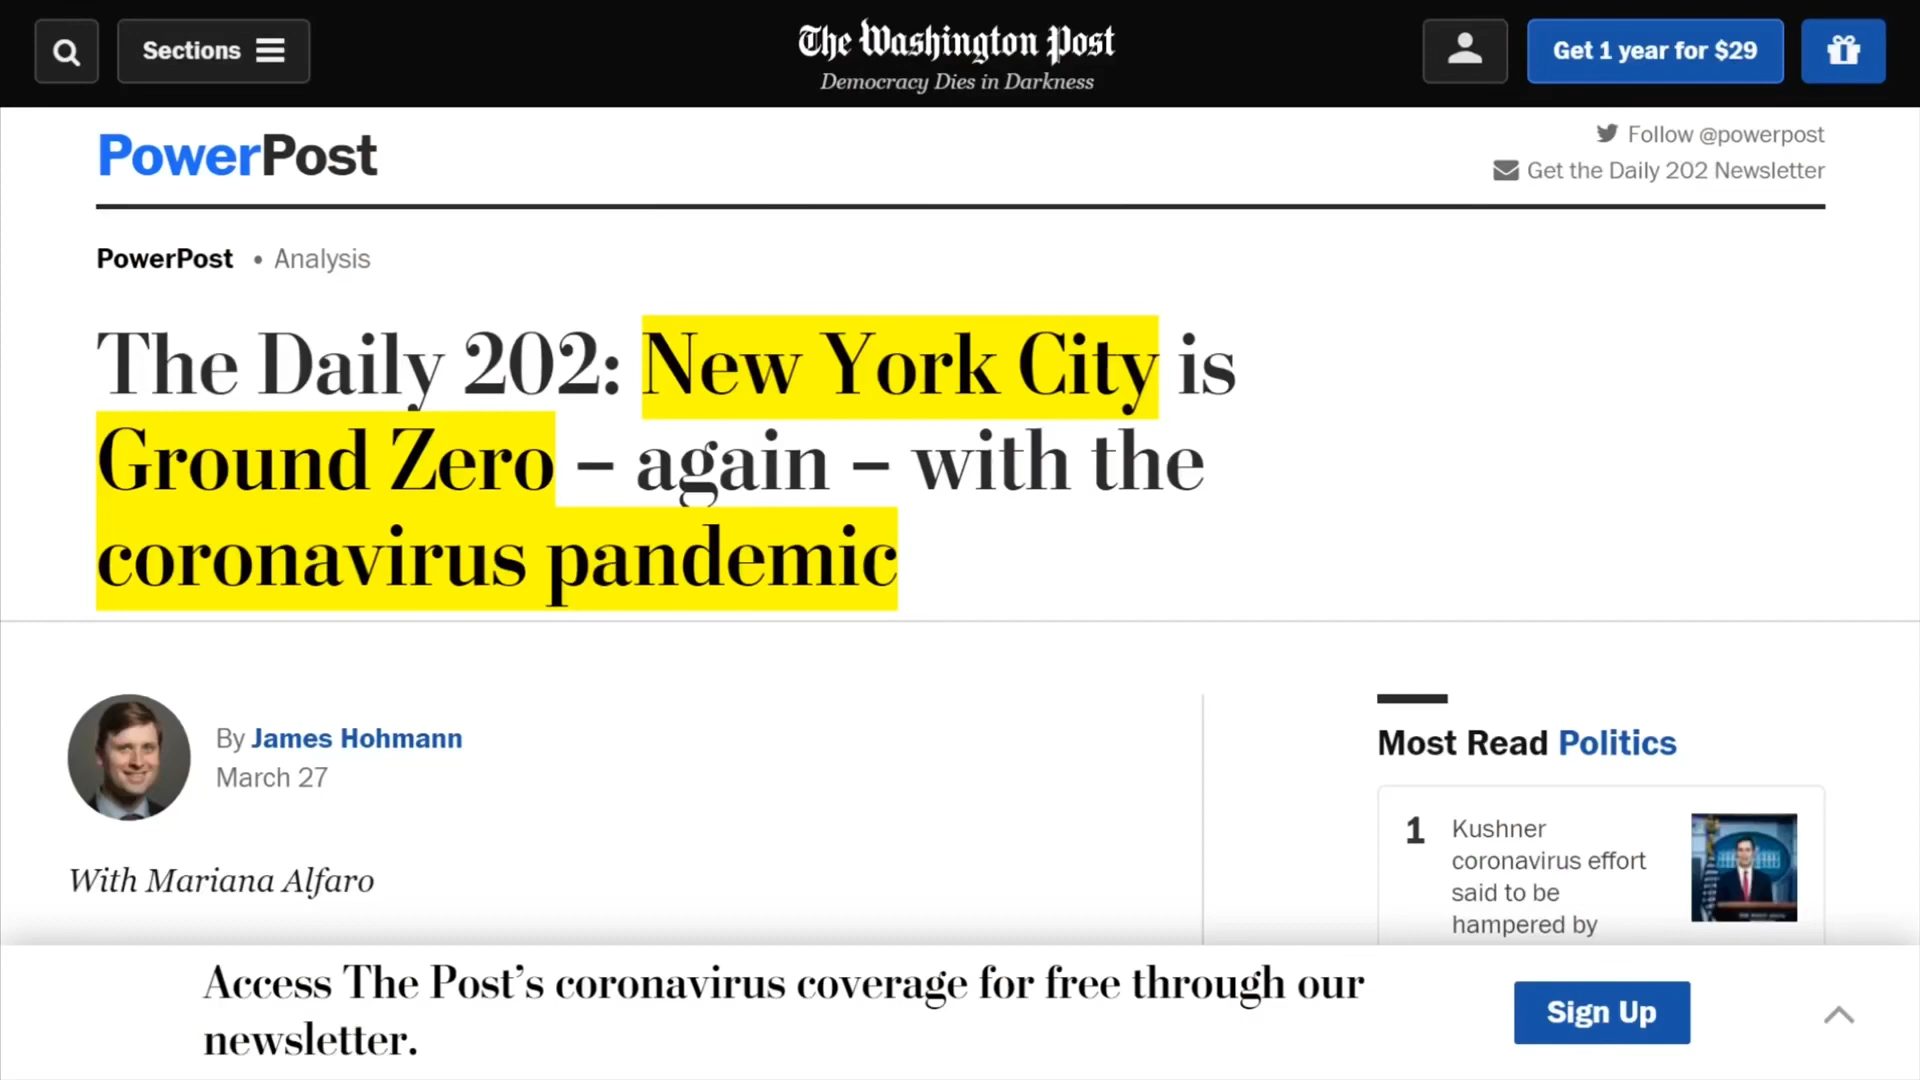 Sections
The Washington Post
Democracy Dies in Darkness
Get 1 year for $29
PowerPost
Follow @powerpost
Get the Daily 202 Newsletter
PowerPost • Analysis
The Daily 202: New York City is
Ground Zero – again – with the
coronavirus pandemic
By James Hohmann
March 27
With Mariana Alfaro
Most Read Politics
1 Kushner
coronavirus effort
said to be
hampered by
Access The Post’s coronavirus coverage for free through our
newsletter.
Sign Up